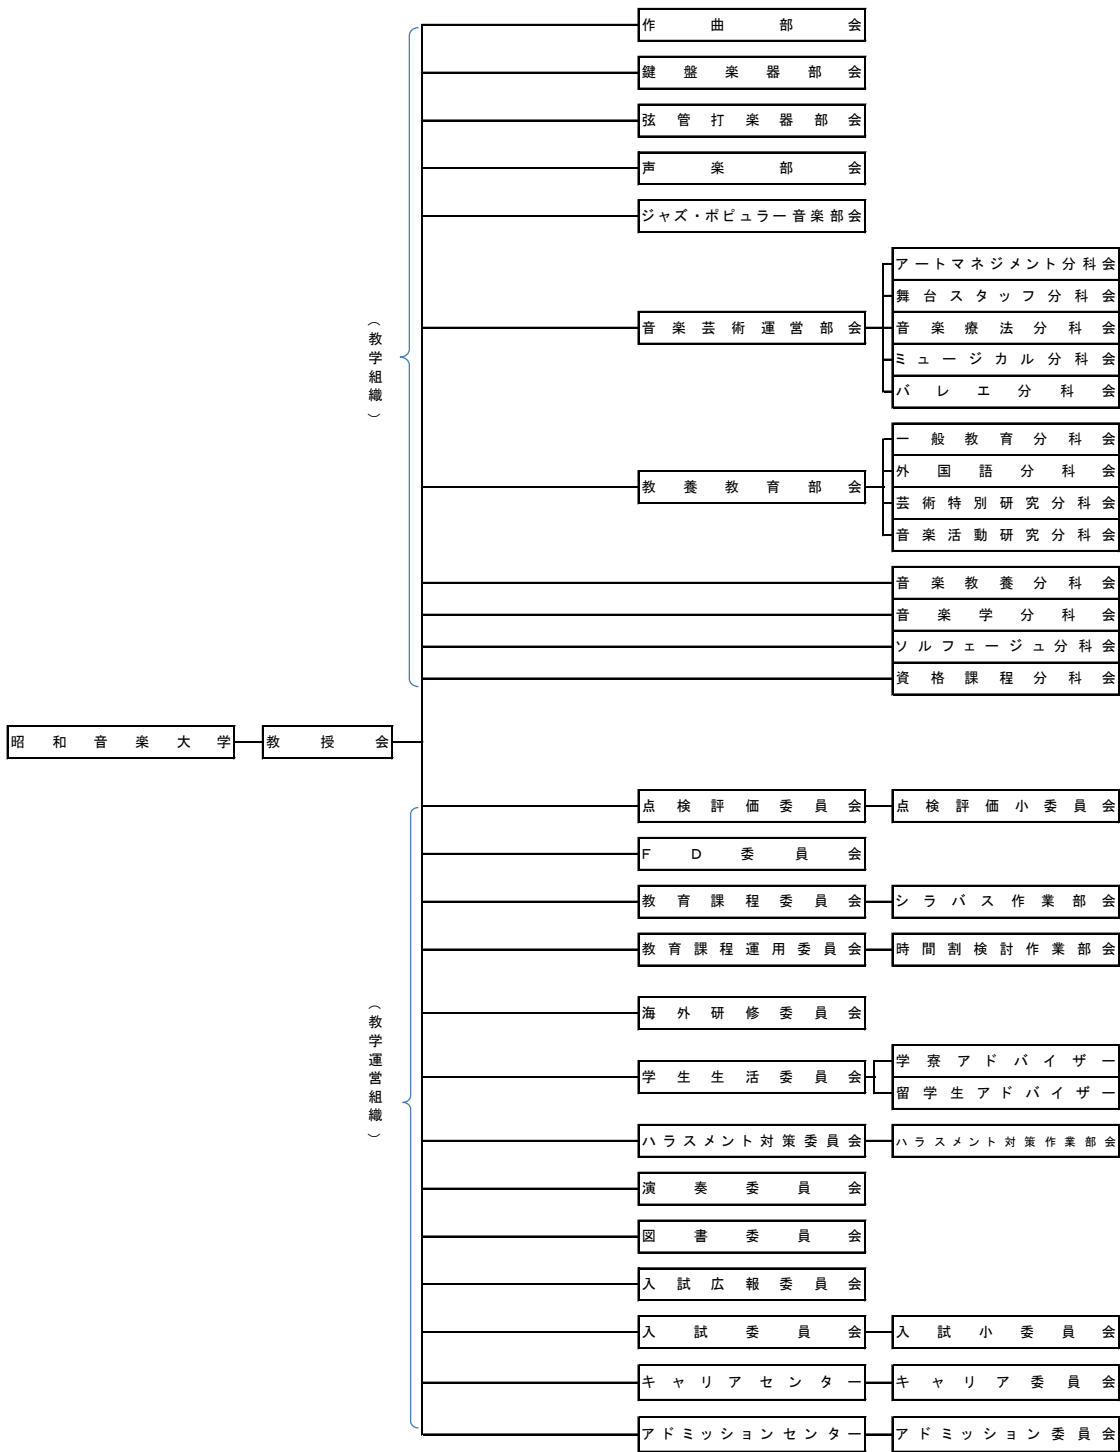 作曲部会
鍵盤楽器部会
弦管打楽器部会
声楽部会
ジャズ・ポピュラー音楽部会
音楽芸術運営部会
アートマネジメント分科会
舞台スタッフ分科会
音楽療法分科会
ミュージカル分科会
バレエ分科会
(教学組織)
教養教育部会
一般教育分科会
外国語分科会
芸術特別研究分科会
音楽活動研究分科会
音楽教養分科会
音楽学分科会
ソルフェージュ分科会
資格課程分科会
昭和音楽大学
教授会
点検評価委員会
点検評価小委員会
FD委員会
教育課程委員会
シラバス作業部会
教育課程運用委員会
時間割検討作業部会
(教学運営組織)
海外研修委員会
学生生活委員会
学寮アドバイザー
留学生アドバイザー
ハラスメント対策委員会
ハラスメント対策作業部会
演奏委員会
図書委員会
入試広報委員会
入試委員会
入試小委員会
キャリアセンター
キャリア委員会
アドミッションセンター
アドミッション委員会